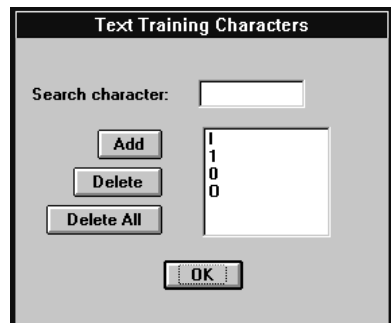 Text Training Characters
Search character:
Add
Delete
Delete All
I
1
0
O
OK